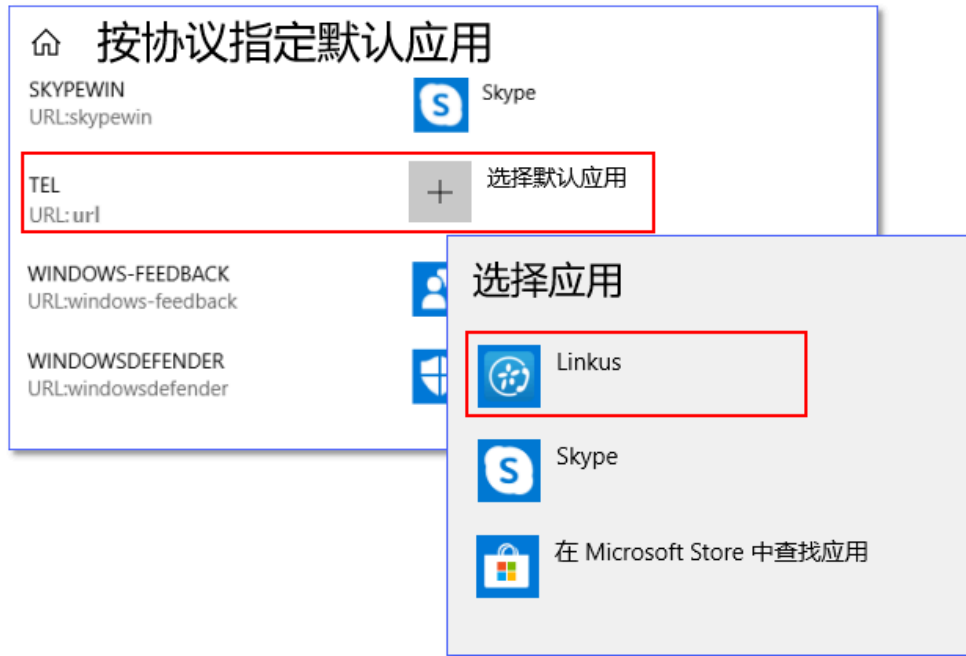 按协议指定默认应用
SKYPEWIN
URL:skypewin
Skype
TEL
URL: url
选择默认应用
WINDOWS-FEEDBACK
URL:windows-feedback
WINDOWSDEFENDER
URL:windowsdefender
选择应用
Linkus
Skype
在 Microsoft Store 中查找应用